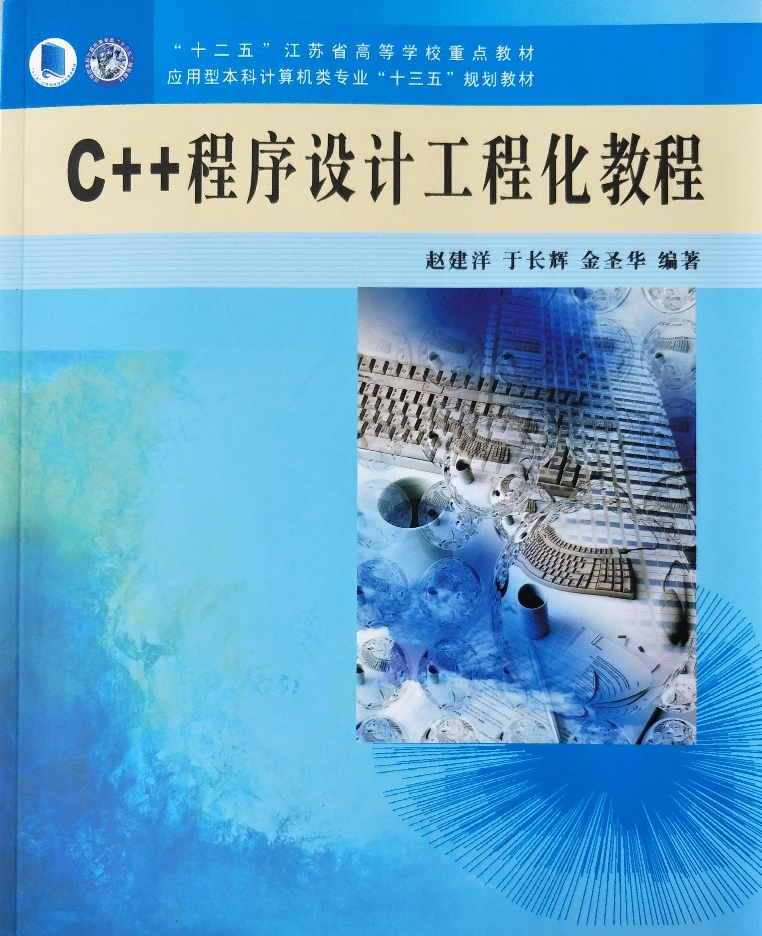 “十二五”江苏省高等学校重点教材
应用型本科计算机类专业“十三五”规划教材
C++程序设计工程化教程
赵建洋 于长辉 金圣华 编著